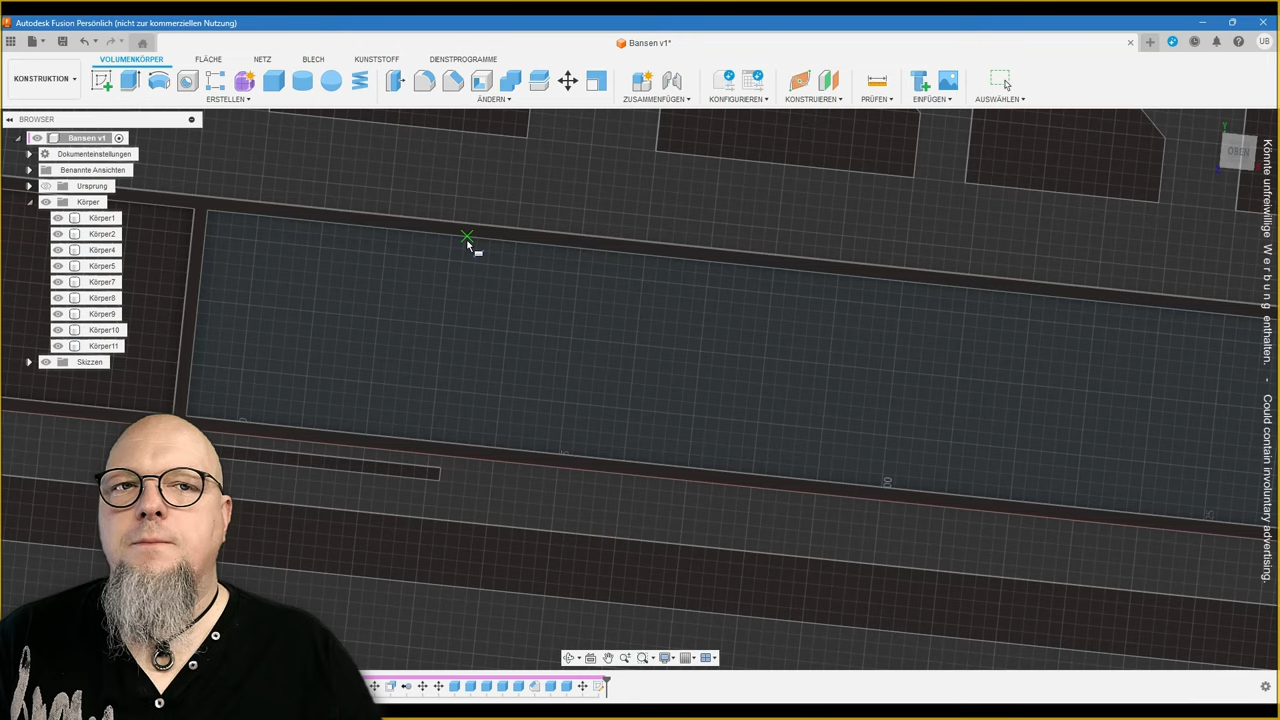 Autodesk Fusion Persönlich (nicht zur kommerziellen Nutzung)
Bansen v1*
UB
KONSTRUKTION
VOLUMENKÖRPER
FLÄCHE
NETZ
BLECH
KUNSTSTOFF
DIENSTPROGRAMME
ERSTELLEN
ÄNDERN
ZUSAMMENFÜGEN
KONFIGURIEREN
KONSTRUIEREN
PRÜFEN
EINFÜGEN
AUSWÄHLEN
BROWSER
Bansen v1
Dokumenteinstellungen
Benannte Ansichten
Ursprung
Körper
Körper1
Körper2
Körper4
Körper5
Körper7
Körper8
Körper9
Körper10
Körper11
Skizzen
Y
OBEN
Könnte unfreiwillige Werbung enthalten. - Could contain involuntary advertising.